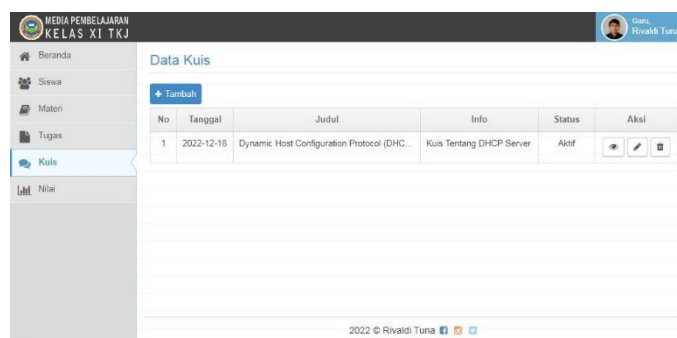 MEDIA PEMBELAJARAN
KELAS XI TKJ
Guru,
Rivaldi Tuna
Beranda
Siswa
Materi
Tugas
Kuis
Nilai
Data Kuis
+ Tambah
No Tanggal Judul Info Status Aksi
1 2022-12-18 Dynamic Host Configuration Protocol (DHC... Kuis Tentang DHCP Server Aktif
2022 © Rivaldi Tuna